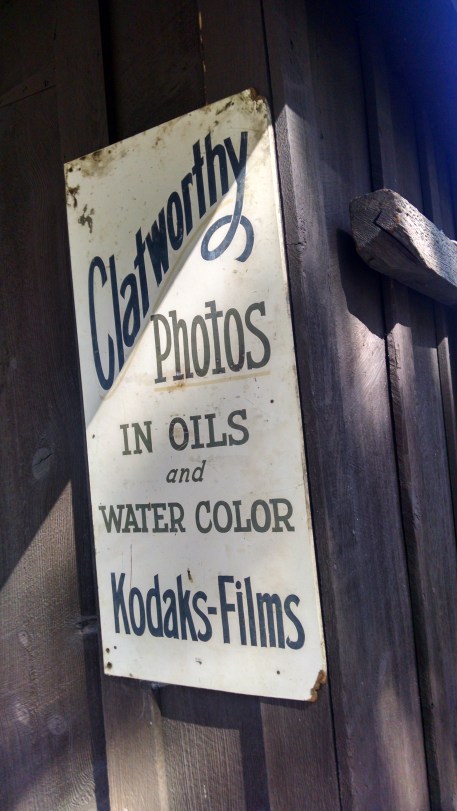 Clatworthy
Photos
IN OILS
and
WATER COLOR
Kodaks-Films